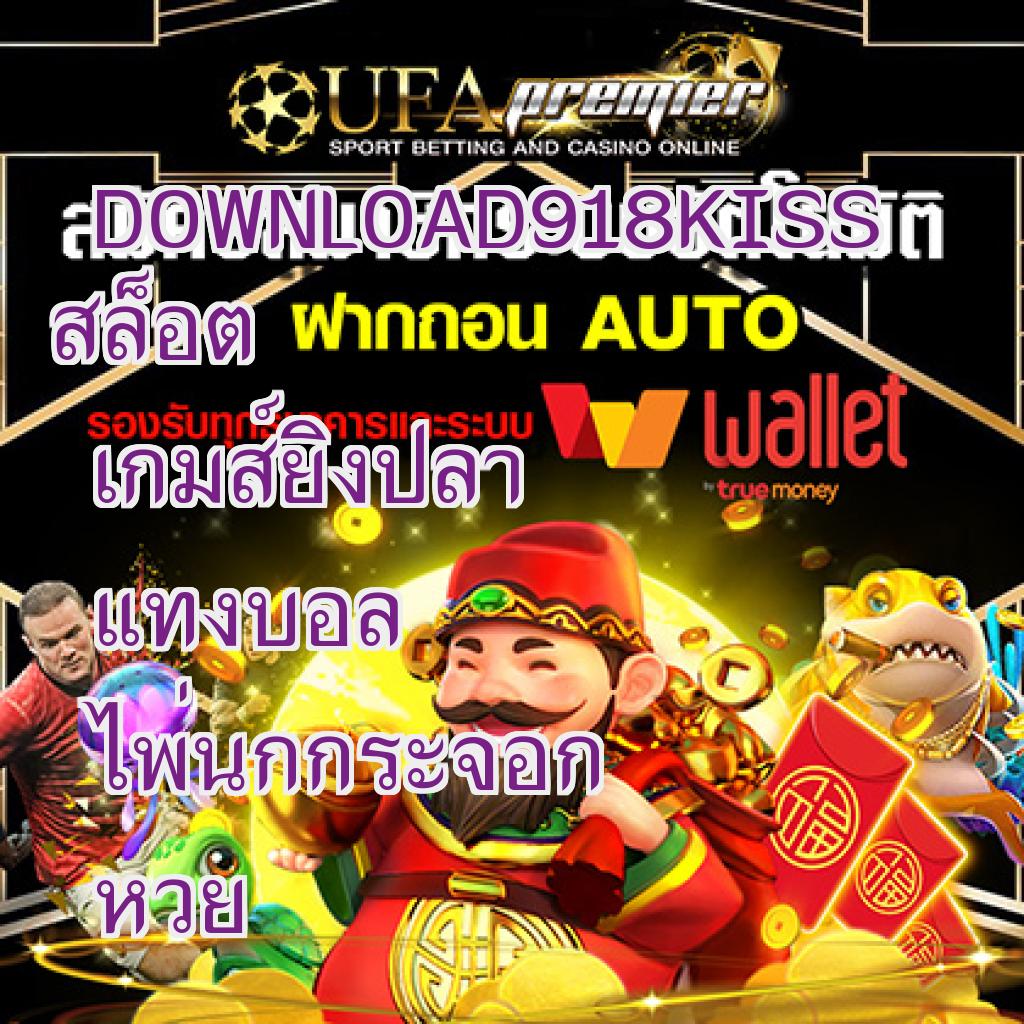 UFA premier
SPORT BETTING AND CASINO ONLINE
DOWNLOAD918KISS
สล็อต ฝากถอน AUTO
รองรับทุก
wallet
by truemoney
เกมส์ยิงปลา
แทงบอล
ไพ่นกกระจอก
หวย